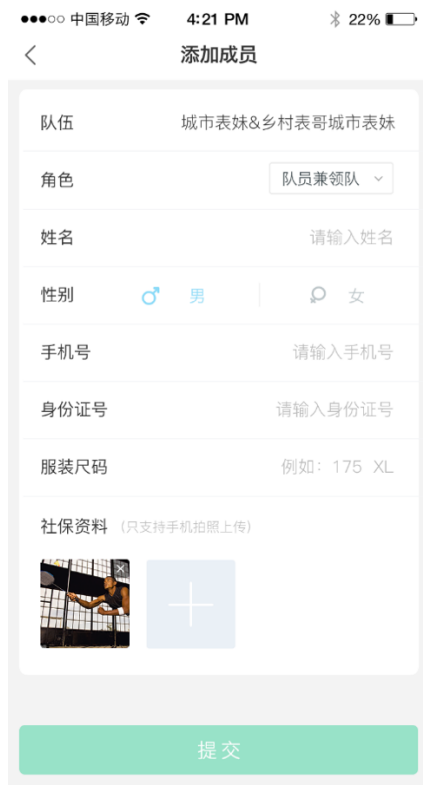 中国移动 4:21 PM 22%
添加成员
队伍 城市表妹&乡村表哥城市表妹
角色 队员兼领队
姓名 请输入姓名
性别 男 女
手机号 请输入手机号
身份证号 请输入身份证号
服装尺码 例如：175 XL
社保资料（只支持手机拍照上传）
提交